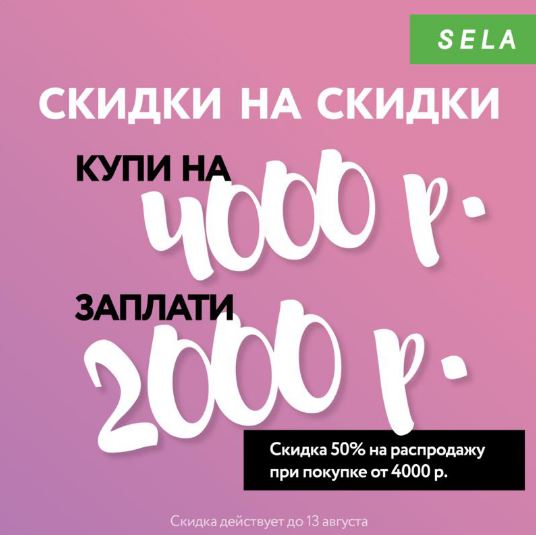 SELA
СКИДКИ НА СКИДКИ
КУПИ НА
4000 р.
ЗАПЛАТИ
2000 р.
Скидка 50% на распродажу
при покупке от 4000 р.
Скидка действует до 13 августа